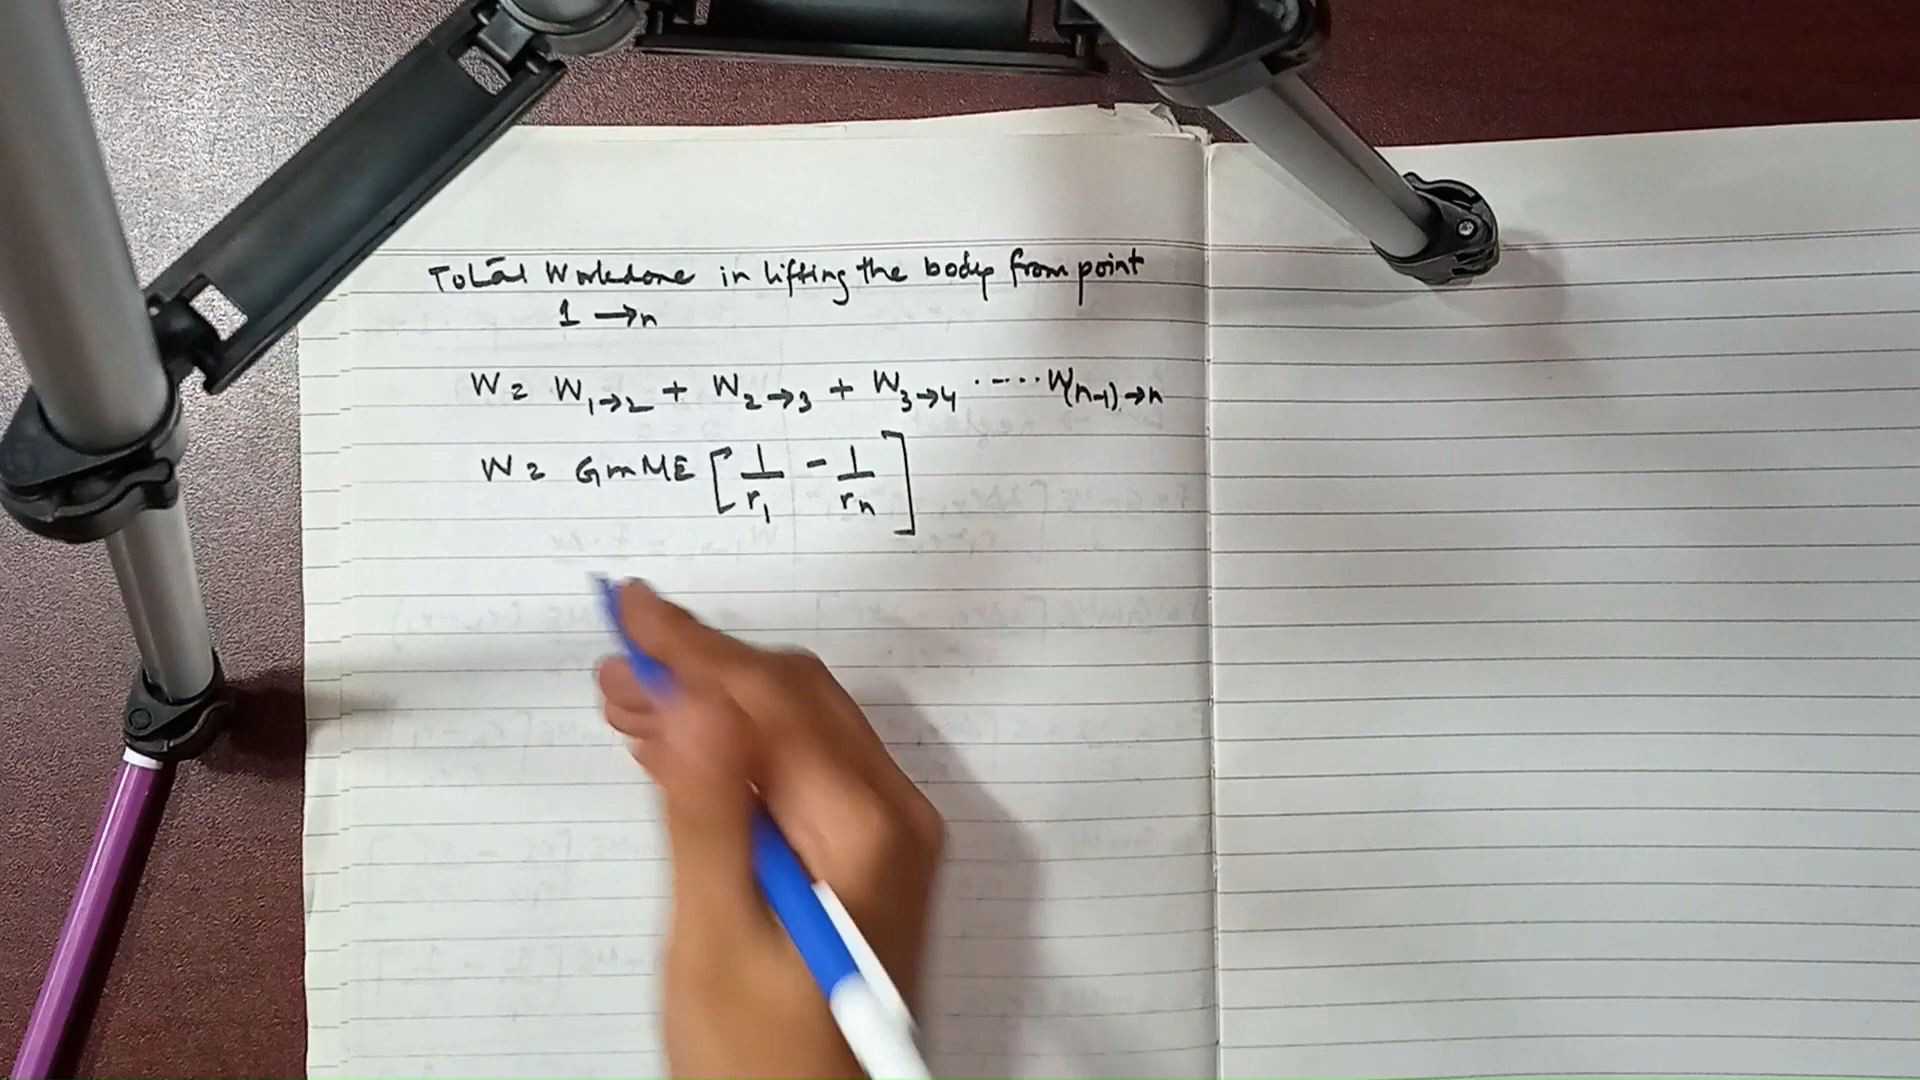 Total Workdone in lifting the body from point
1 → n
W = W₁→₂ + W₂→₃ + W₃→₄ ..... W₍ₙ₋₁₎→ₙ
W = GmME [ 1/r₁ - 1/rₙ ]